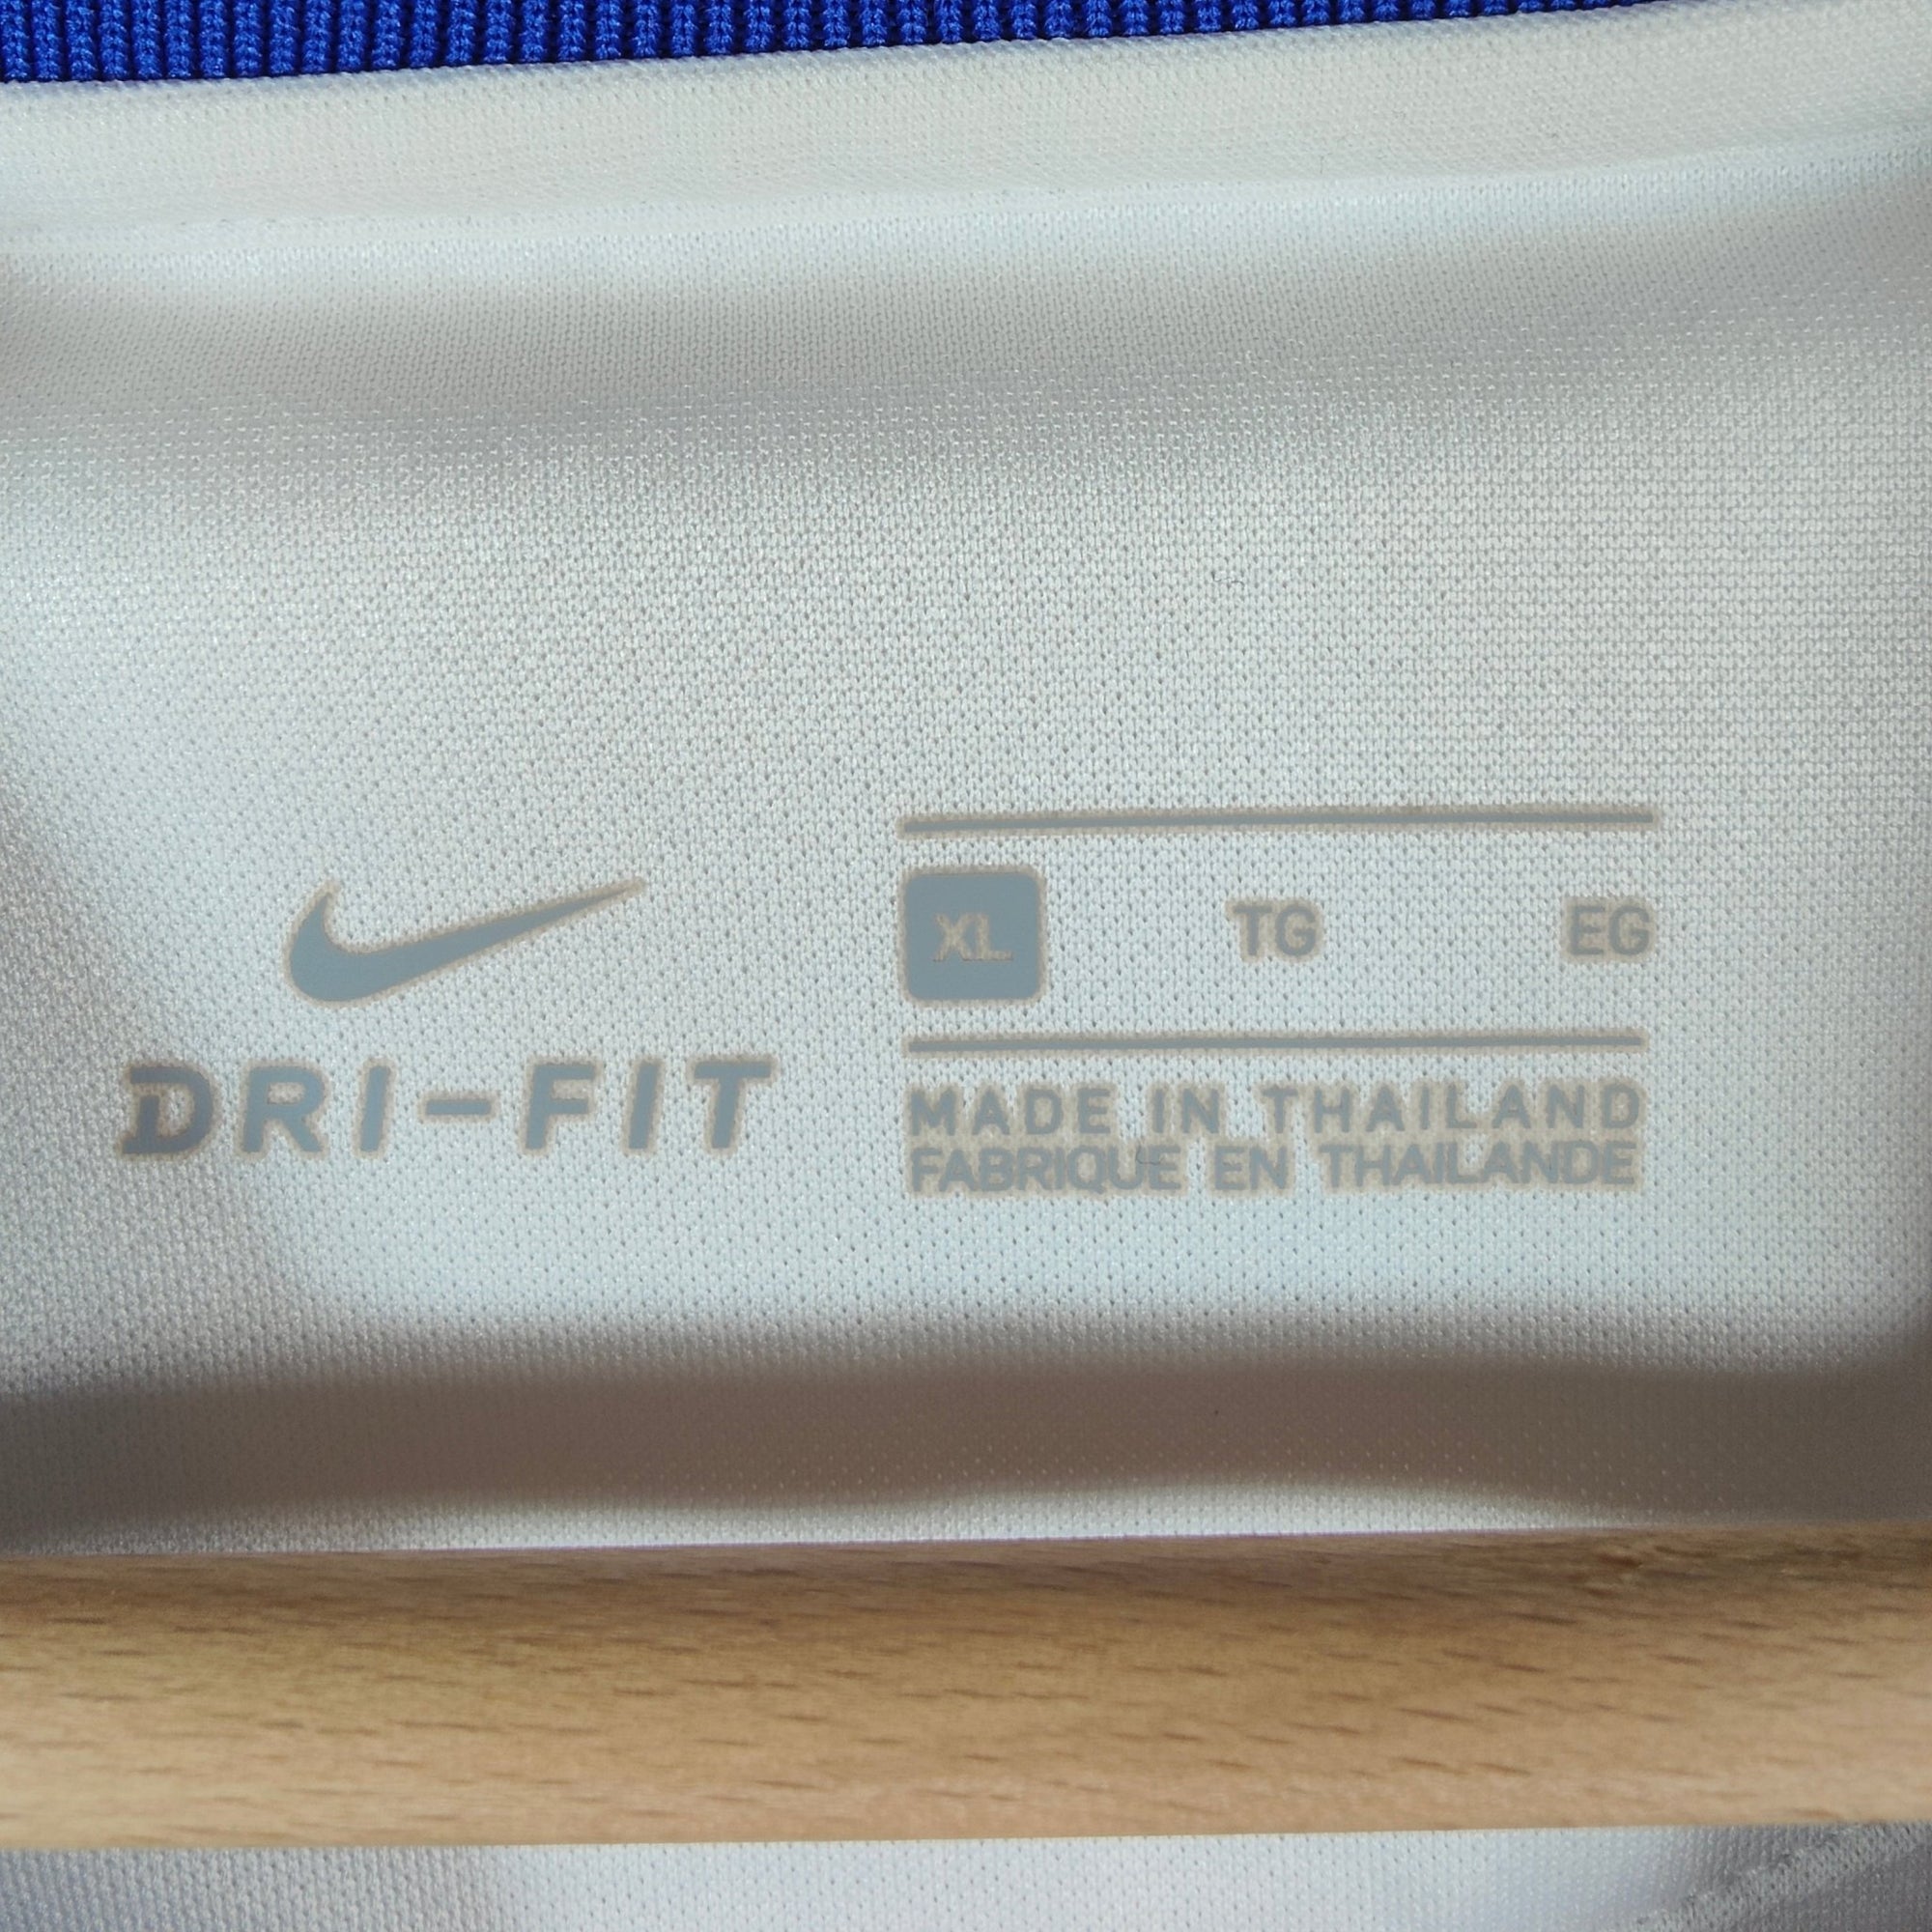 DRI-FIT
XL TG EG
MADE IN THAILAND
FABRIQUE EN THAILANDE